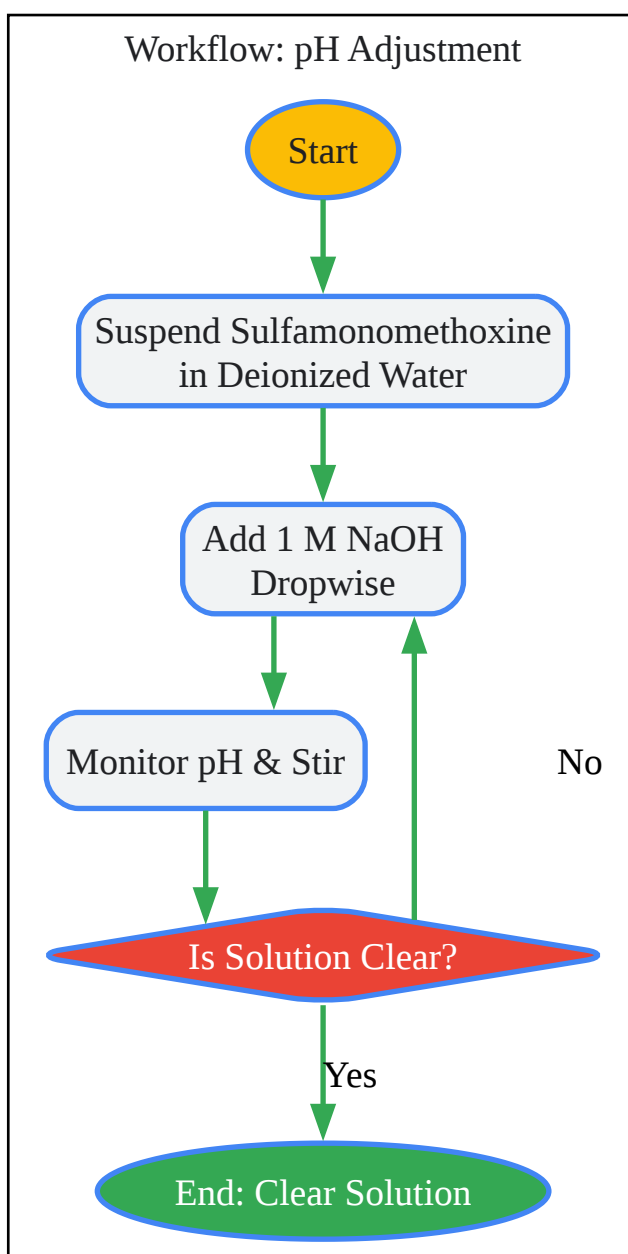 Workflow: pH Adjustment
Start
Suspend Sulfamonomethoxine
in Deionized Water
Add 1 M NaOH
Dropwise
Monitor pH & Stir
No
Is Solution Clear?
Yes
End: Clear Solution